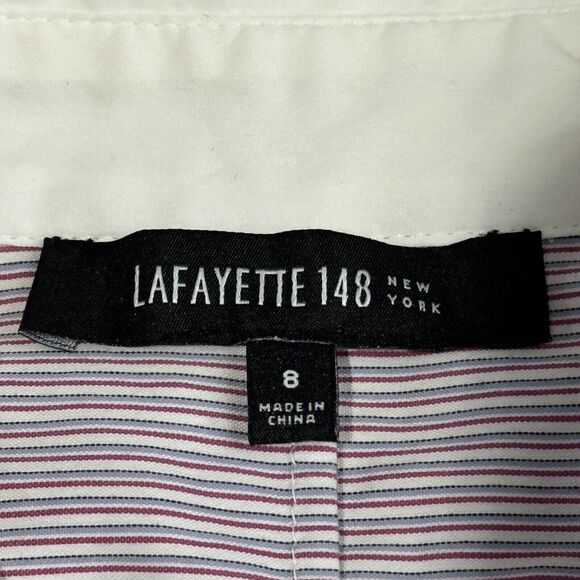 LAFAYETTE 148 NEW YORK
8
MADE IN
CHINA